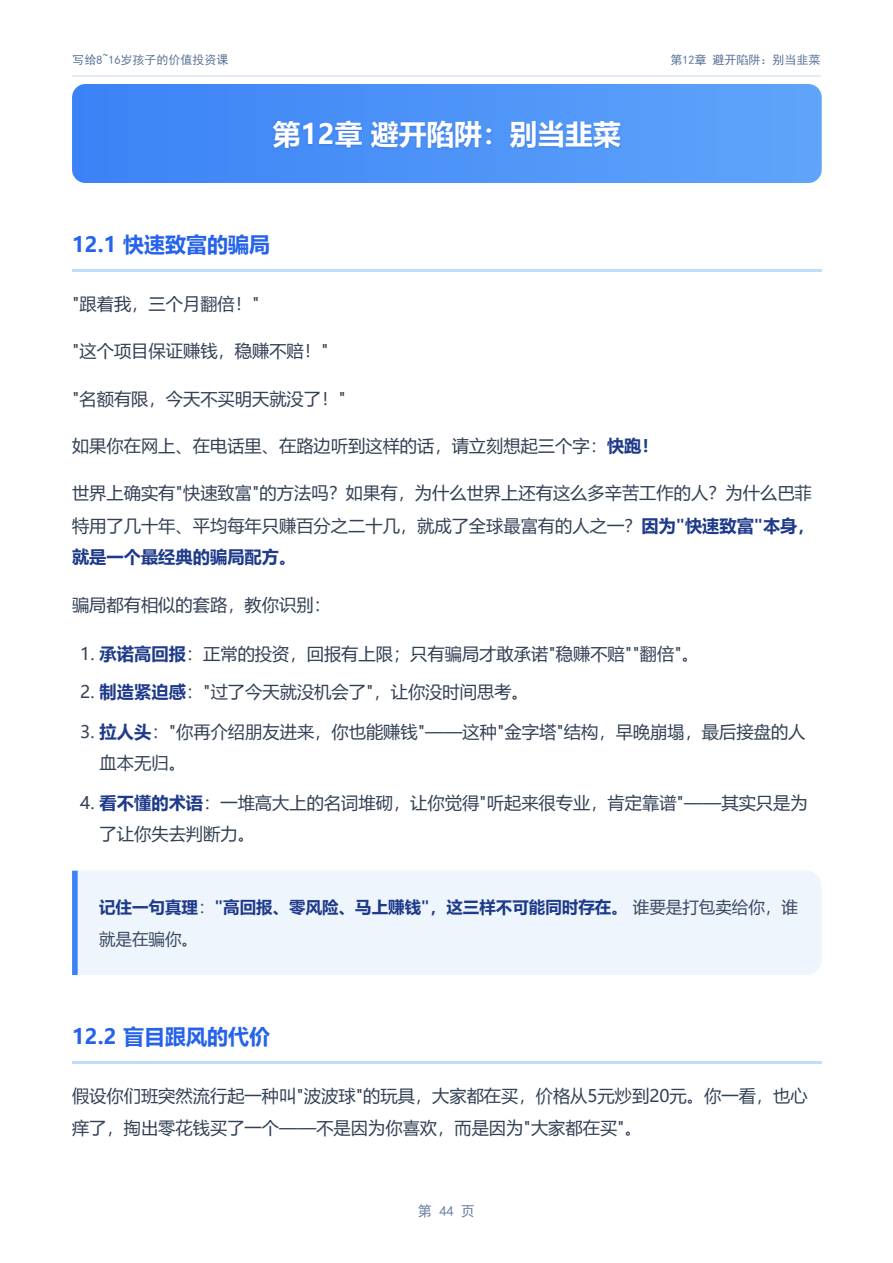 写给8~16岁孩子的价值投资课
第12章 避开陷阱：别当韭菜
第12章 避开陷阱：别当韭菜
12.1 快速致富的骗局
"跟着我，三个月翻倍！"
"这个项目保证赚钱，稳赚不赔！"
"名额有限，今天不买明天就没了！"
如果你在网上、在电话里、在路边听到这样的话，请立刻想起三个字：快跑！
世界上确实有"快速致富"的方法吗？如果有，为什么世界上还有这么多辛苦工作的人？为什么巴菲
特用了几十年、平均每年只赚百分之二十几，就成了全球最富有的人之一？因为"快速致富"本身，
就是一个最经典的骗局配方。
骗局都有相似的套路，教你识别：
1. 承诺高回报：正常的投资，回报有上限；只有骗局才敢承诺"稳赚不赔""翻倍"。
2. 制造紧迫感："过了今天就没机会了"，让你没时间思考。
3. 拉人头："你再介绍朋友进来，你也能赚钱"——这种"金字塔"结构，早晚崩塌，最后接盘的人
血本无归。
4. 看不懂的术语：一堆高大上的名词堆砌，让你觉得"听起来很专业，肯定靠谱"——其实只是为
了让你失去判断力。
记住一句真理："高回报、零风险、马上赚钱"，这三样不可能同时存在。 谁要是打包卖给你，谁
就是在骗你。
12.2 盲目跟风的代价
假设你们班突然流行起一种叫"波波球"的玩具，大家都在买，价格从5元炒到20元。你一看，也心
痒了，掏出零花钱买了一个——不是因为你喜欢，而是因为"大家都在买"。
第 44 页